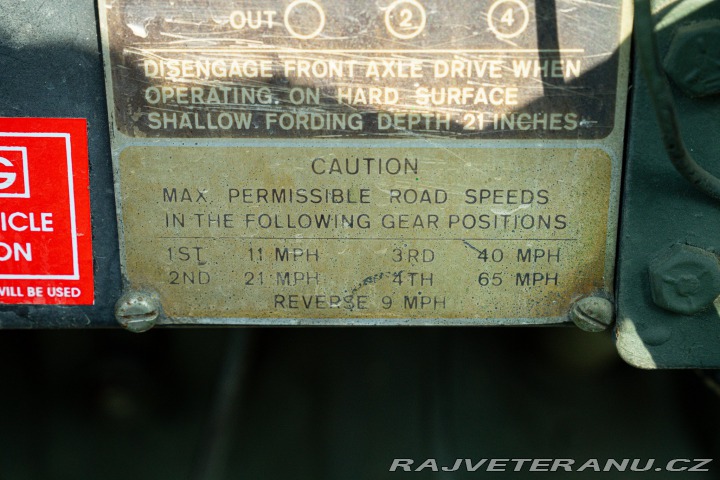 OUT 2 4
DISENGAGE FRONT AXLE DRIVE WHEN
OPERATING. ON HARD SURFACE
SHALLOW FORDING DEPTH 21 INCHES
CAUTION
MAX. PERMISSIBLE ROAD SPEEDS
IN THE FOLLOWING GEAR POSITIONS
1ST 11 MPH 3RD 40 MPH
2ND 21 MPH 4TH 65 MPH
REVERSE 9 MPH
G
ICLE
ON
WILL BE USED
RAJVETERANU.CZ